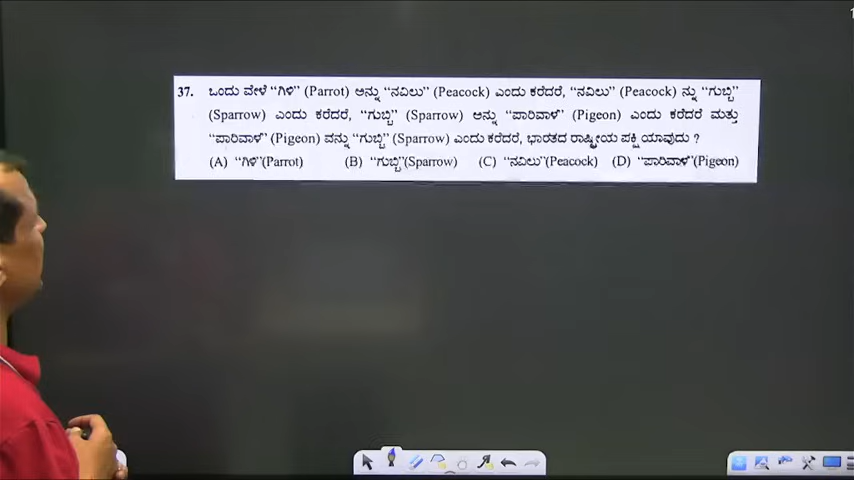 37. ಒಂದು ವೇಳೆ “ಗಿಳಿ” (Parrot) ಅನ್ನು “ನವಿಲು” (Peacock) ಎಂದು ಕರೆದರೆ, “ನವಿಲು” (Peacock) ನ್ನು “ಗುಬ್ಬಿ”
(Sparrow) ಎಂದು ಕರೆದರೆ, “ಗುಬ್ಬಿ” (Sparrow) ಅನ್ನು “ಪಾರಿವಾಳ” (Pigeon) ಎಂದು ಕರೆದರೆ ಮತ್ತು
“ಪಾರಿವಾಳ” (Pigeon) ವನ್ನು “ಗುಬ್ಬಿ” (Sparrow) ಎಂದು ಕರೆದರೆ, ಭಾರತದ ರಾಷ್ಟ್ರೀಯ ಪಕ್ಷಿ ಯಾವುದು ?
(A) “ಗಿಳಿ”(Parrot) (B) “ಗುಬ್ಬಿ”(Sparrow) (C) “ನವಿಲು”(Peacock) (D) “ಪಾರಿವಾಳ”(Pigeon)